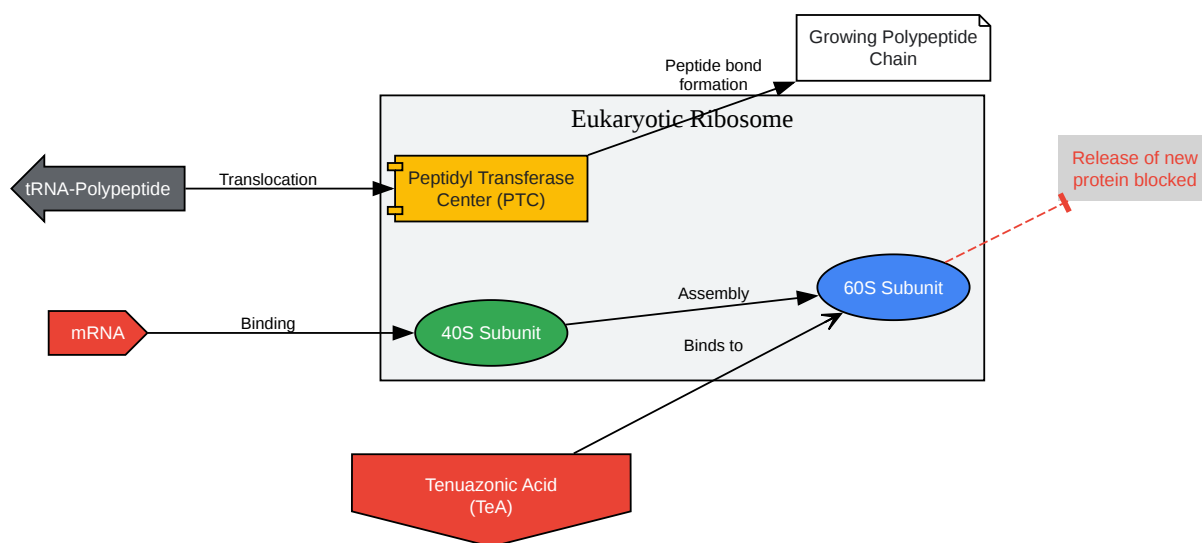 Growing Polypeptide
Chain
Peptide bond
formation
Eukaryotic Ribosome
Release of new
protein blocked
tRNA-Polypeptide
Translocation
Peptidyl Transferase
Center (PTC)
60S Subunit
Assembly
mRNA
Binding
40S Subunit
Binds to
Tenuazonic Acid
(TeA)